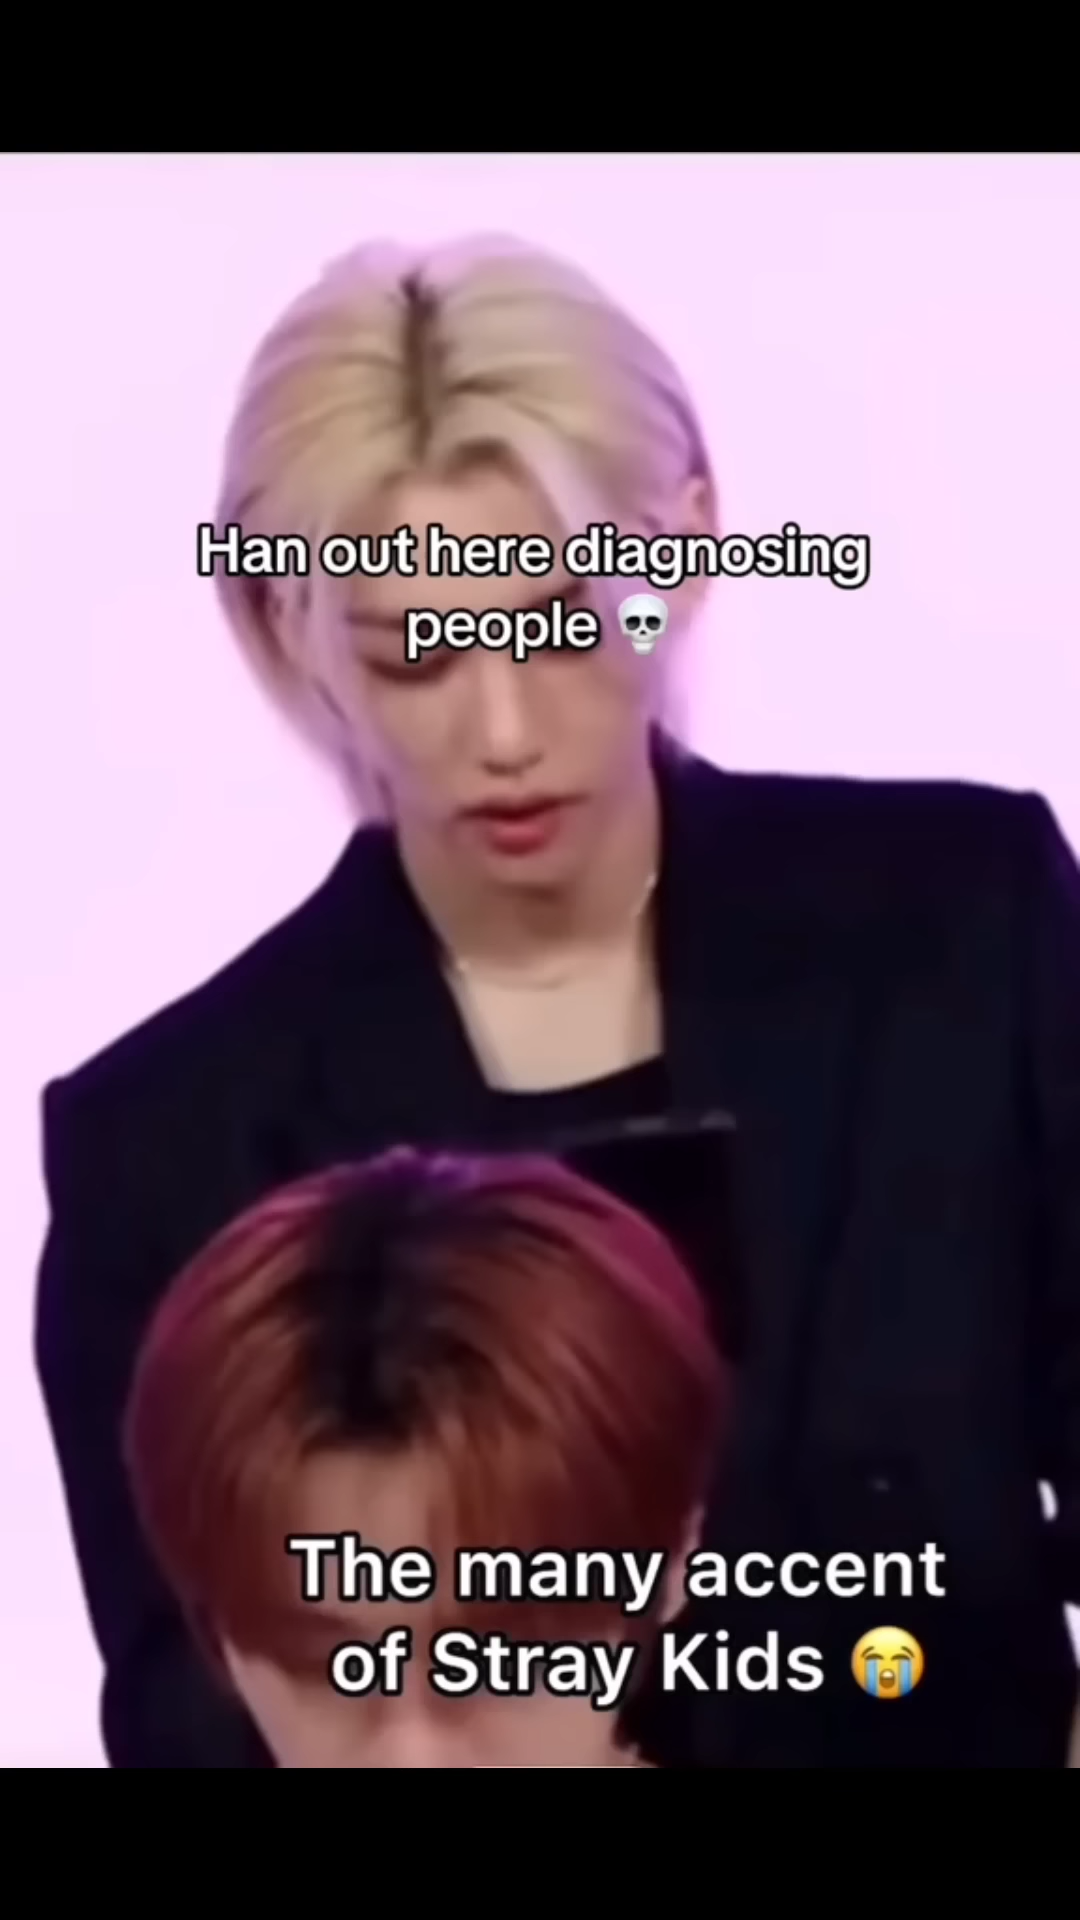 Han out here diagnosing
people 💀
The many accent
of Stray Kids 😭